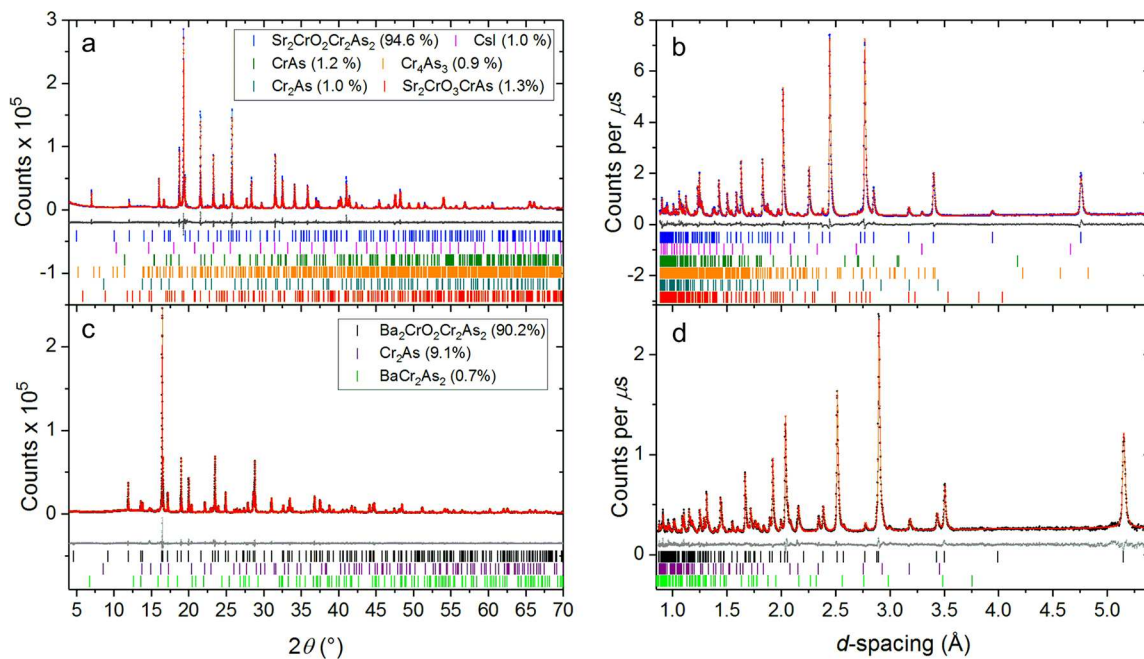 a
Sr₂CrO₂Cr₂As₂ (94.6 %) CsI (1.0 %)
CrAs (1.2 %) Cr₄As₃ (0.9 %)
Cr₂As (1.0 %) Sr₂CrO₃CrAs (1.3%)
Counts x 10⁵
3
2
1
0
-1
b
Counts per μs
8
6
4
2
0
-2
c
Ba₂CrO₂Cr₂As₂ (90.2%)
Cr₂As (9.1%)
BaCr₂As₂ (0.7%)
Counts x 10⁵
2
1
0
5 10 15 20 25 30 35 40 45 50 55 60 65 70
2θ (°)
d
Counts per μs
2
1
0
1.0 1.5 2.0 2.5 3.0 3.5 4.0 4.5 5.0
d-spacing (Å)